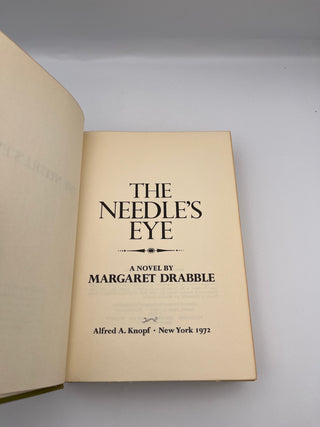 THE
NEEDLE'S
EYE
A NOVEL BY
MARGARET DRABBLE
Alfred A. Knopf · New York 1972